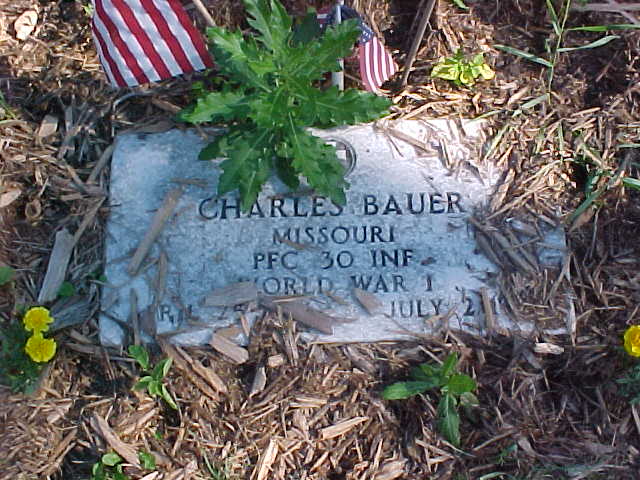 CHARLES BAUER
MISSOURI
PFC 30 INF
WORLD WAR I
JULY